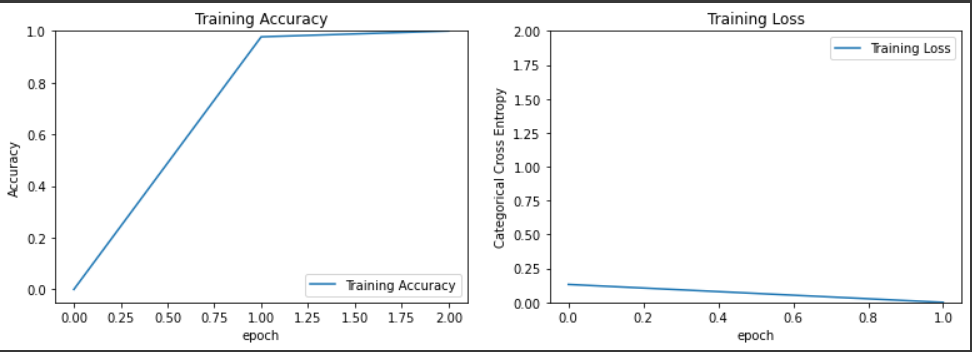 Training Accuracy
1.0
0.8
0.6
0.4
0.2
0.0
Accuracy
Training Accuracy
0.00 0.25 0.50 0.75 1.00 1.25 1.50 1.75 2.00
epoch
Training Loss
2.00
1.75
1.50
1.25
1.00
0.75
0.50
0.25
0.00
Categorical Cross Entropy
Training Loss
0.0 0.2 0.4 0.6 0.8 1.0
epoch